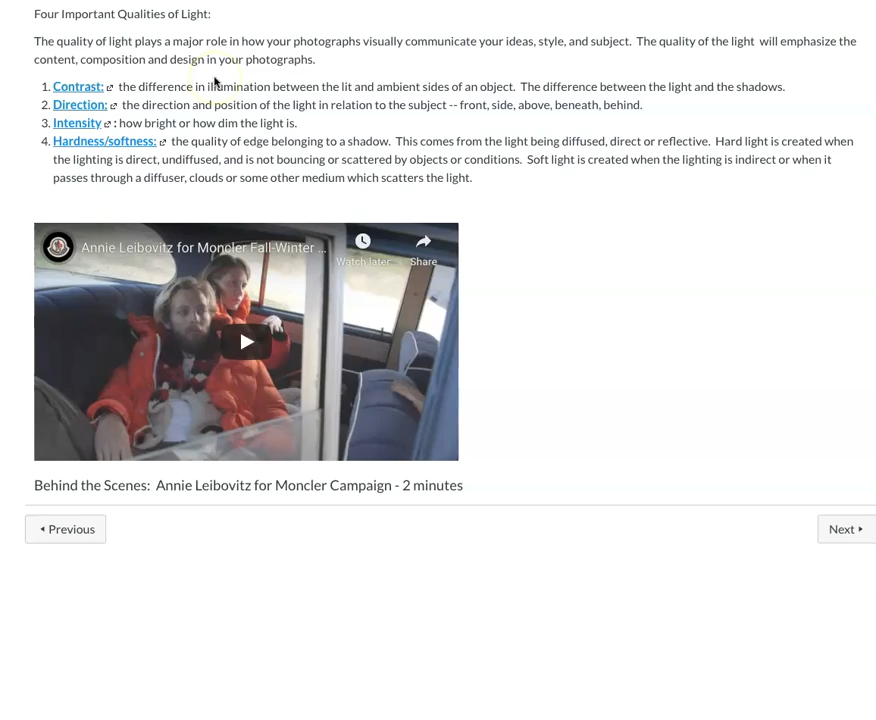 Four Important Qualities of Light:
The quality of light plays a major role in how your photographs visually communicate your ideas, style, and subject.  The quality of the light  will emphasize the
content, composition and design in your photographs.
1. Contrast: the difference in illumination between the lit and ambient sides of an object.  The difference between the light and the shadows.
2. Direction: the direction and position of the light in relation to the subject -- front, side, above, beneath, behind.
3. Intensity : how bright or how dim the light is.
4. Hardness/softness: the quality of edge belonging to a shadow.  This comes from the light being diffused, direct or reflective.  Hard light is created when
the lighting is direct, undiffused, and is not bouncing or scattered by objects or conditions.  Soft light is created when the lighting is indirect or when it
passes through a diffuser, clouds or some other medium which scatters the light.
Annie Leibovitz for Moncler Fall-Winter ...
Watch later
Share
Behind the Scenes:  Annie Leibovitz for Moncler Campaign - 2 minutes
Previous
Next